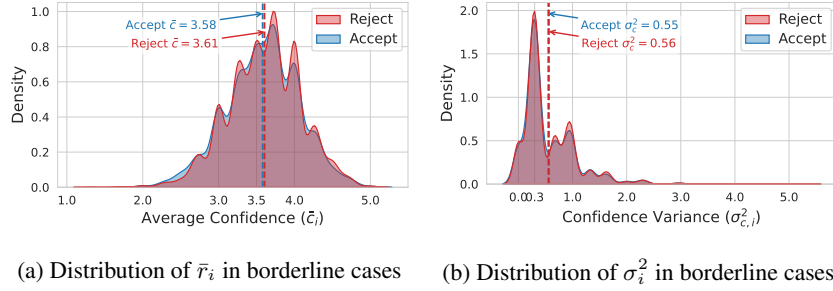 Accept c̄ = 3.58
Reject c̄ = 3.61
Reject
Accept
Density
1.0
0.8
0.6
0.4
0.2
0.0
1.0 2.0 3.0 3.5 4.0 5.0
Average Confidence (c̄ᵢ)
Accept σ²_c = 0.55
Reject σ²_c = 0.56
Reject
Accept
Density
2.0
1.5
1.0
0.5
0.0
0.0 0.3 1.0 2.0 3.0 4.0 5.0
Confidence Variance (σ²_{c,i})
(a) Distribution of r̄ᵢ in borderline cases
(b) Distribution of σ²ᵢ in borderline cases